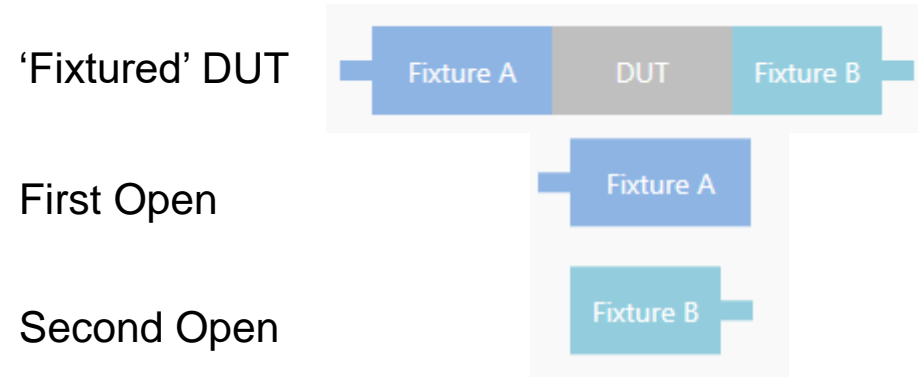 ‘Fixtured’ DUT
Fixture A
DUT
Fixture B
First Open
Fixture A
Second Open
Fixture B